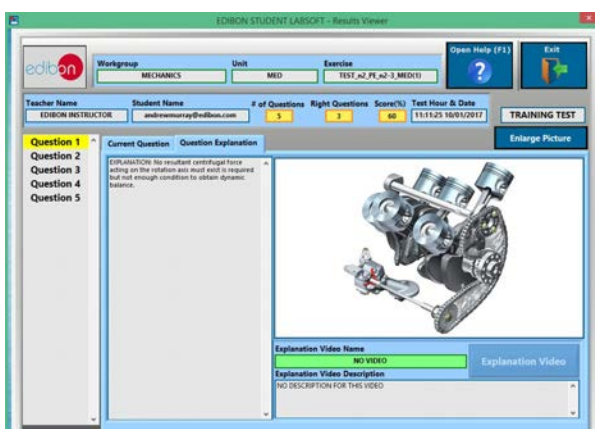 EDIBON STUDENT LABSOFT - Results Viewer
edibon
Workgroup
MECHANICS
Unit
MED
Exercise
TEST_n2_PE_n2-3_MED(1)
Open Help (F1)
?
Exit
Teacher Name
EDIBON INSTRUCTOR
Student Name
andrewmurray@edibon.com
# of Questions
5
Right Questions
3
Score(%)
60
Test Hour & Date
11:11:25 10/01/2017
TRAINING TEST
Enlarge Picture
Question 1
Question 2
Question 3
Question 4
Question 5
Current Question
Question Explanation
EXPLANATION: No resultant centrifugal force
acting on the rotation axis must exist is required
but not enough condition to obtain dynamic
balance.
Explanation Video Name
NO VIDEO
Explanation Video
Explanation Video Description
NO DESCRIPTION FOR THIS VIDEO